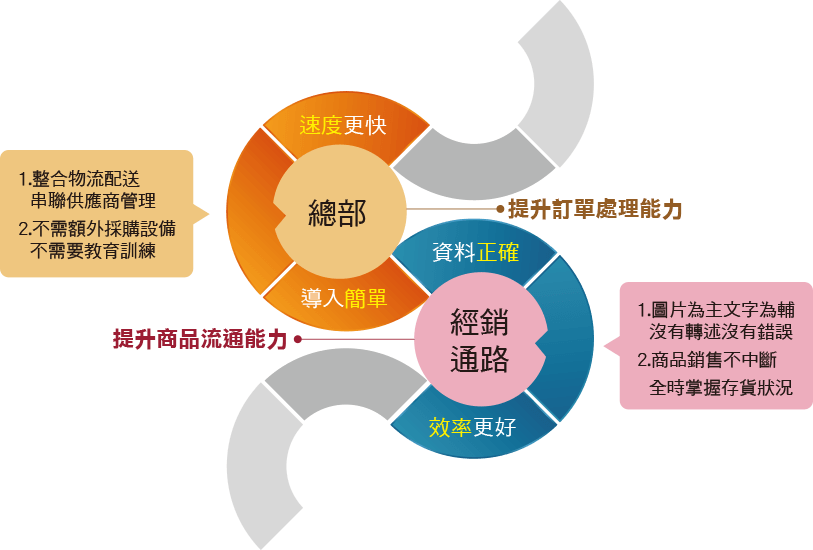 速度更快
1.整合物流配送
串聯供應商管理
2.不需額外採購設備
不需要教育訓練
總部
提升訂單處理能力
資料正確
導入簡單
提升商品流通能力
經銷
通路
1.圖片為主文字為輔
沒有轉述沒有錯誤
2.商品銷售不中斷
全時掌握存貨狀況
效率更好